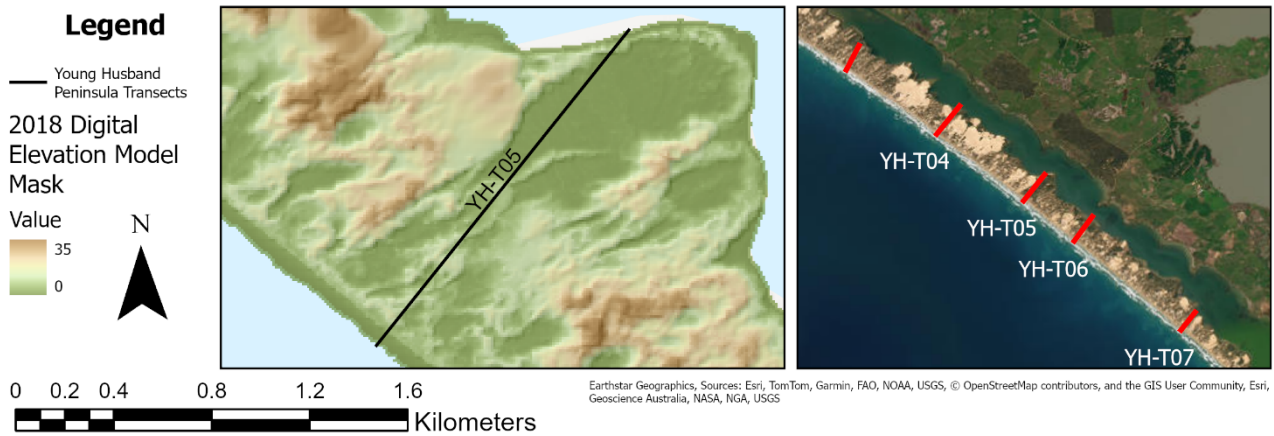 Legend
Young Husband
Peninsula Transects
2018 Digital
Elevation Model
Mask
Value
35
0
N
YH-T05
YH-T04
YH-T05
YH-T06
YH-T07
0 0.2 0.4 0.8 1.2 1.6
Kilometers
Earthstar Geographics, Sources: Esri, TomTom, Garmin, FAO, NOAA, USGS, © OpenStreetMap contributors, and the GIS User Community, Esri,
Geoscience Australia, NASA, NGA, USGS